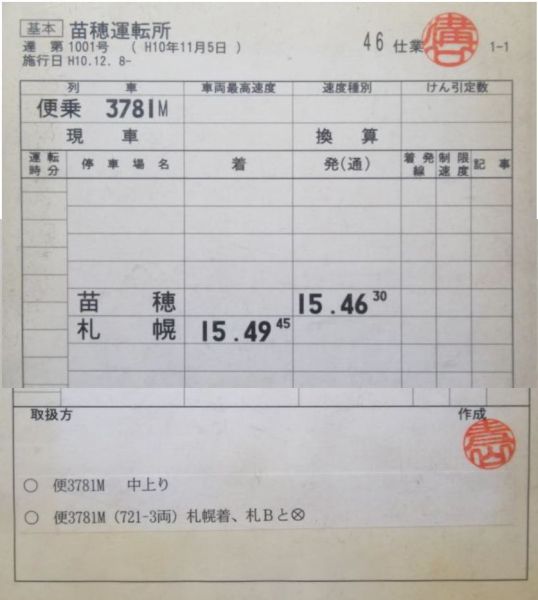 基本 苗穂運転所
達 第1001号 (H10年11月5日)
施行日H10.12. 8-
46 仕業
1-1
列 車 車両最高速度 速度種別 けん引定数
便乗 3781M
現 車 換 算
運転時分 停車場名 着 発(通) 着発線 制限速度 記事
苗 穂 15.46 30
札 幌 15.49 45
取扱方 作成
○ 便3781M 中上り
○ 便3781M (721-3両) 札幌着、札Bと⊗